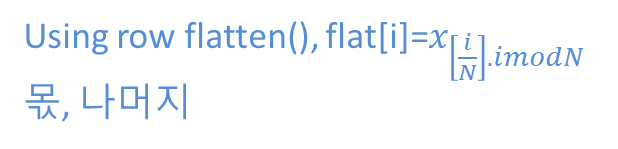 Using row flatten(), flat[i]=x[i/N].imodN
몫, 나머지